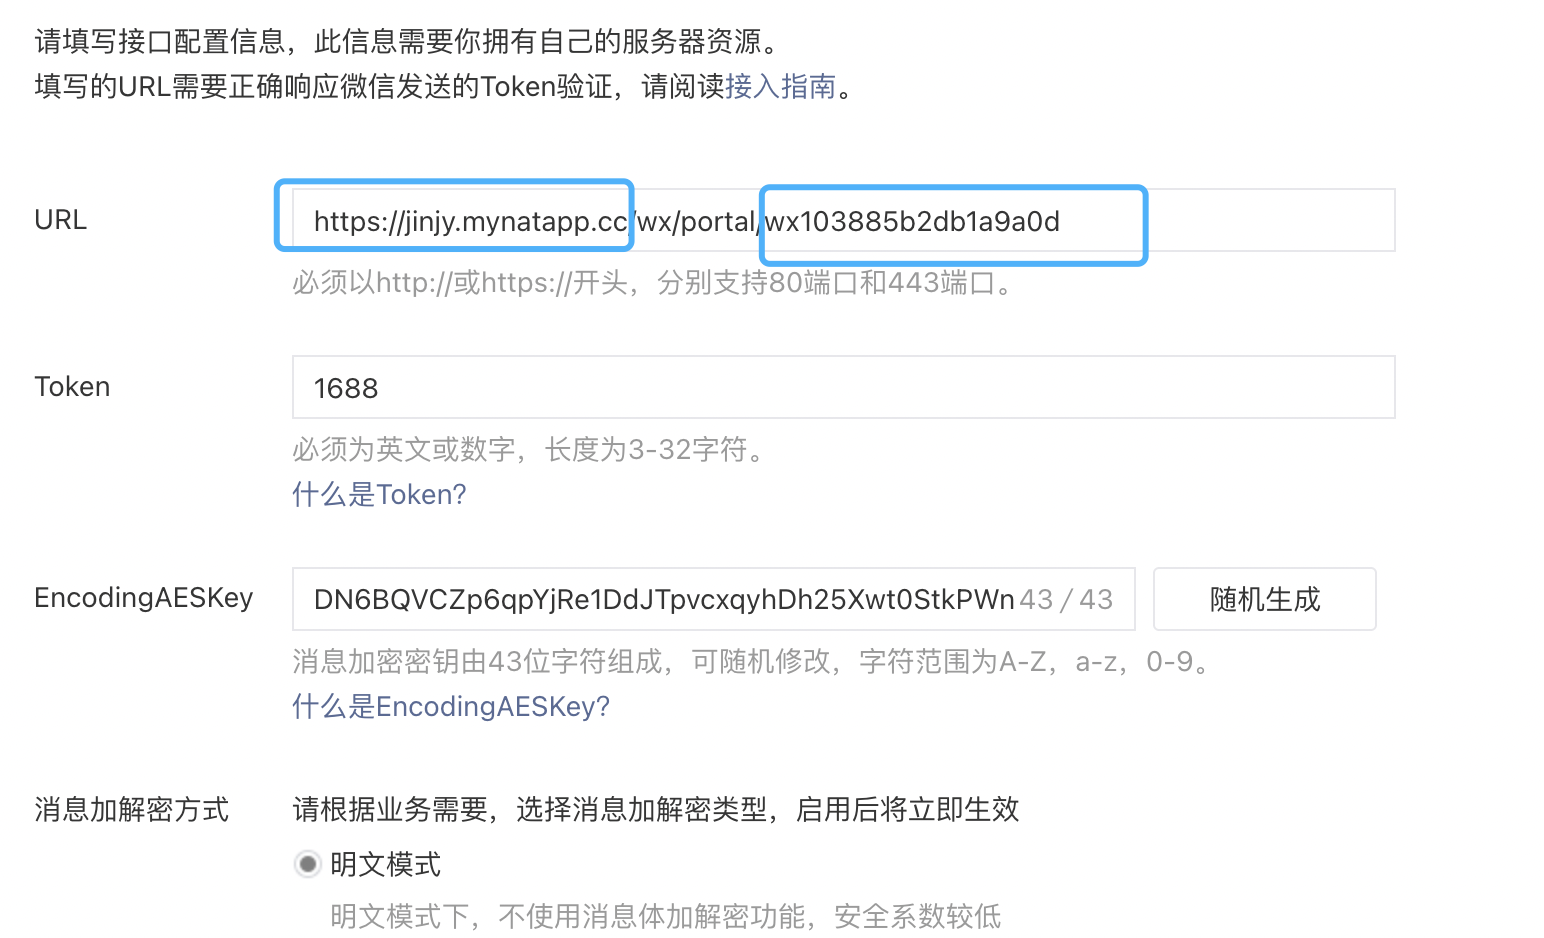 请填写接口配置信息，此信息需要你拥有自己的服务器资源。
填写的URL需要正确响应微信发送的Token验证，请阅读接入指南。
URL
https://jinjy.mynatapp.cc/wx/portal/wx103885b2db1a9a0d
必须以http://或https://开头，分别支持80端口和443端口。
Token
1688
必须为英文或数字，长度为3-32字符。
什么是Token?
EncodingAESKey
DN6BQVCZp6qpYjRe1DdJTpvcxqyhDh25Xwt0StkPWn 43 / 43
随机生成
消息加密密钥由43位字符组成，可随机修改，字符范围为A-Z，a-z，0-9。
什么是EncodingAESKey?
消息加解密方式
请根据业务需要，选择消息加解密类型，启用后将立即生效
明文模式
明文模式下，不使用消息体加解密功能，安全系数较低